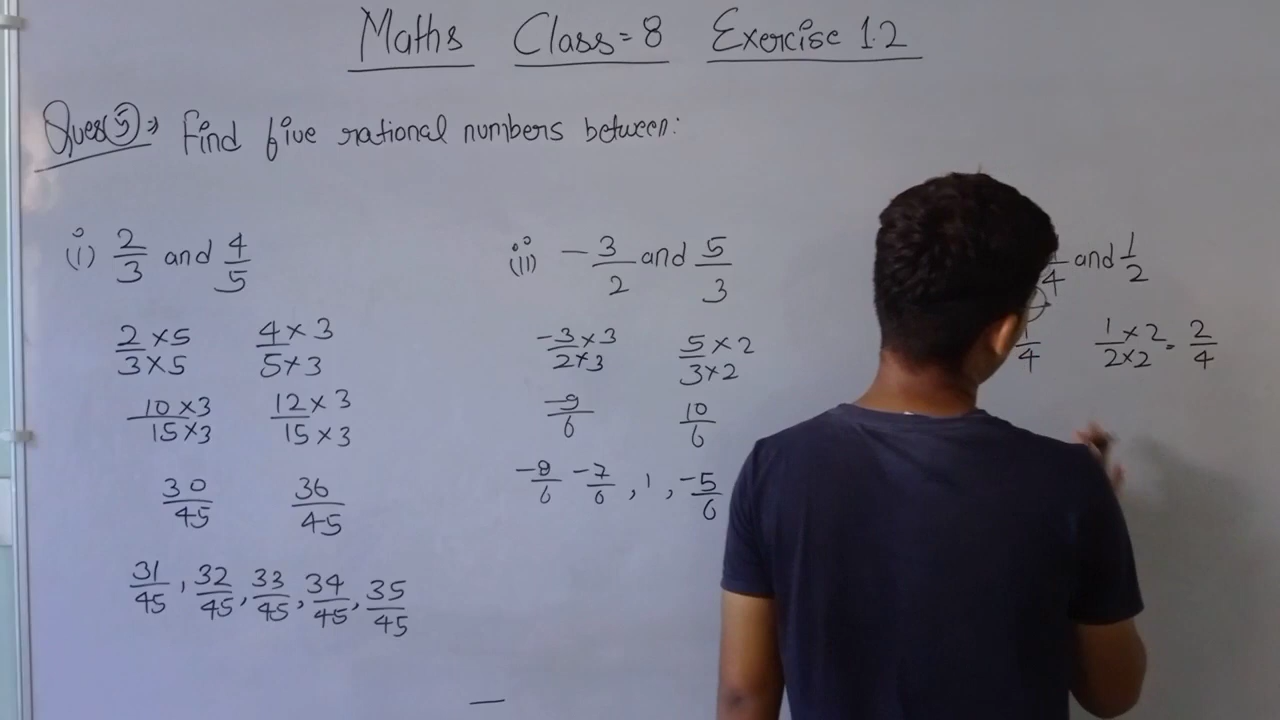 Maths Class=8 Exercise 1.2
Ques(5)⇒ Find five rational numbers between:
(i) 2/3 and 4/5
2×5/3×5 4×3/5×3
10×3/15×3 12×3/15×3
30/45 36/45
31/45, 32/45, 33/45, 34/45, 35/45
(ii) -3/2 and 5/3
-3×3/2×3 5×2/3×2
-9/6 10/6
-8/6 -7/6, 1, -5/6
/4 and 1/2
1/4 1×2/2×2 = 2/4